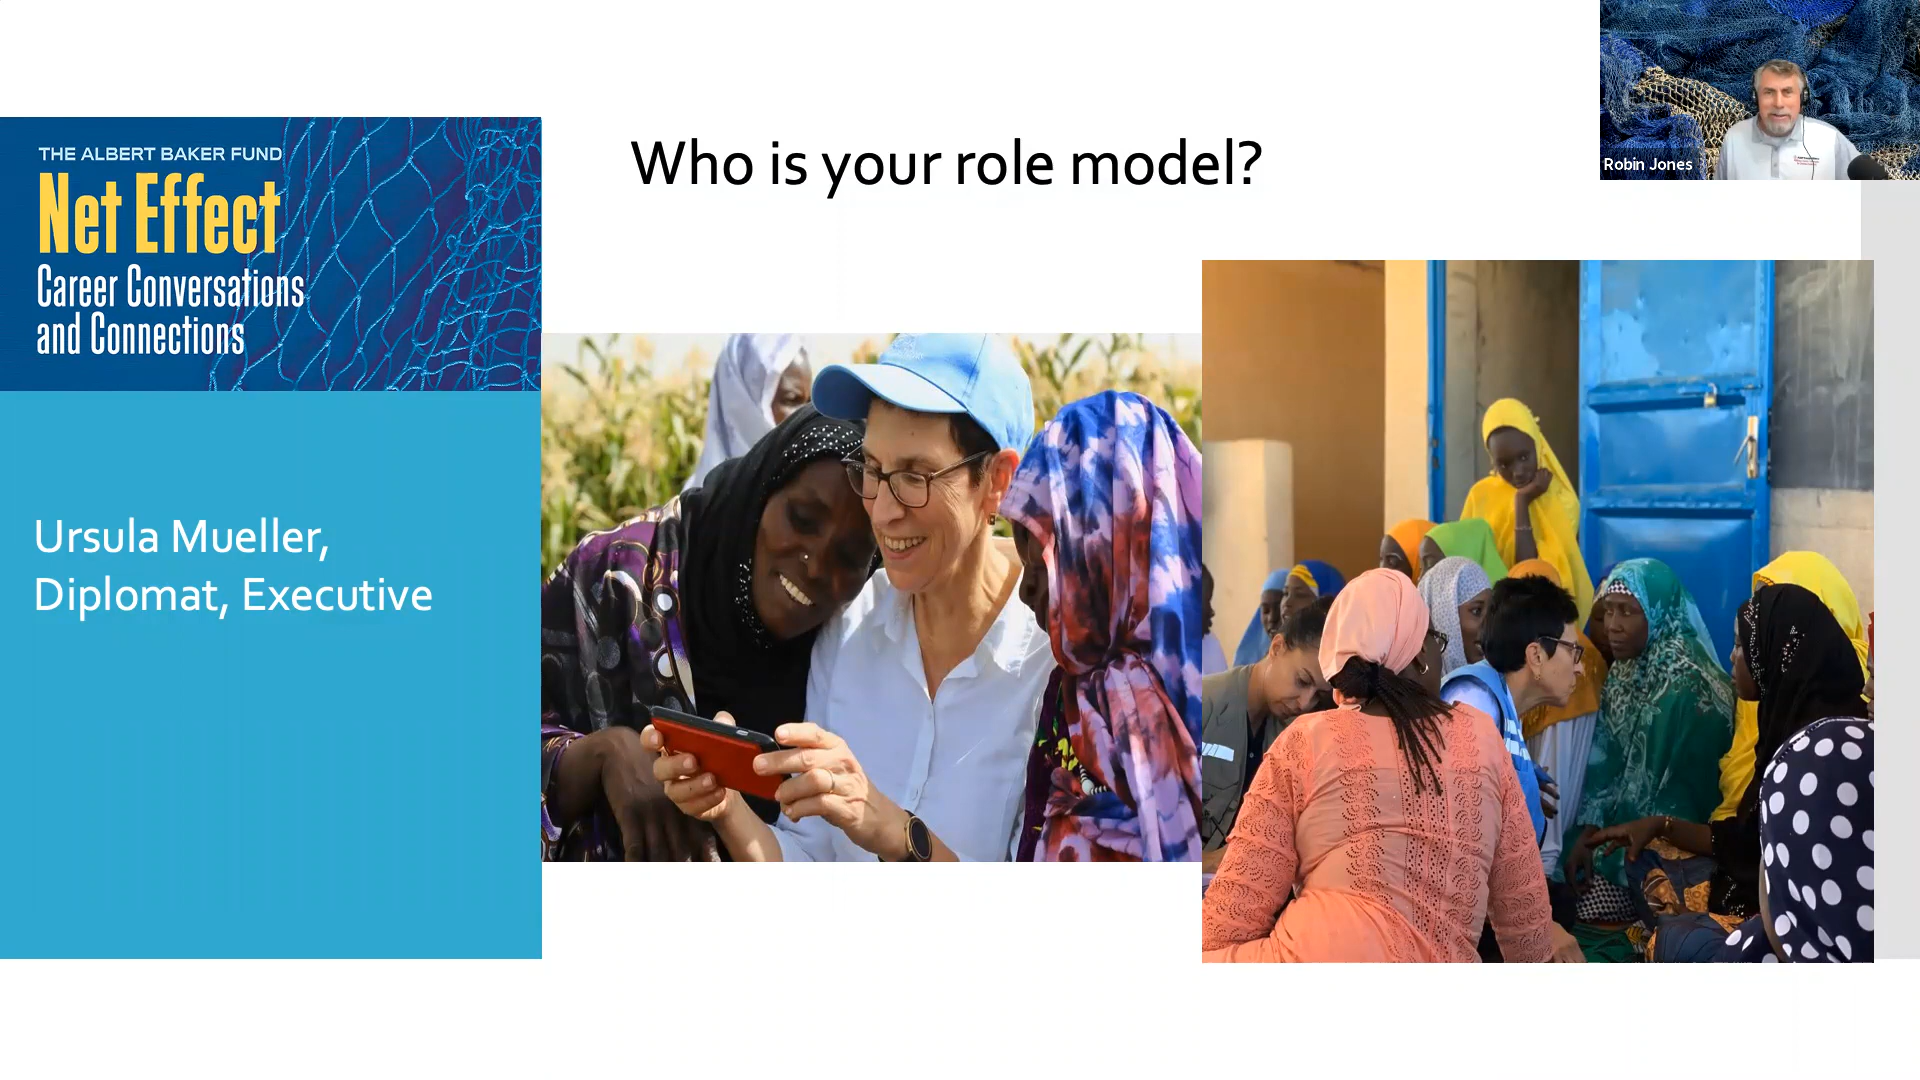 THE ALBERT BAKER FUND
Net Effect
Career Conversations
and Connections
Who is your role model?
Robin Jones
Ursula Mueller,
Diplomat, Executive